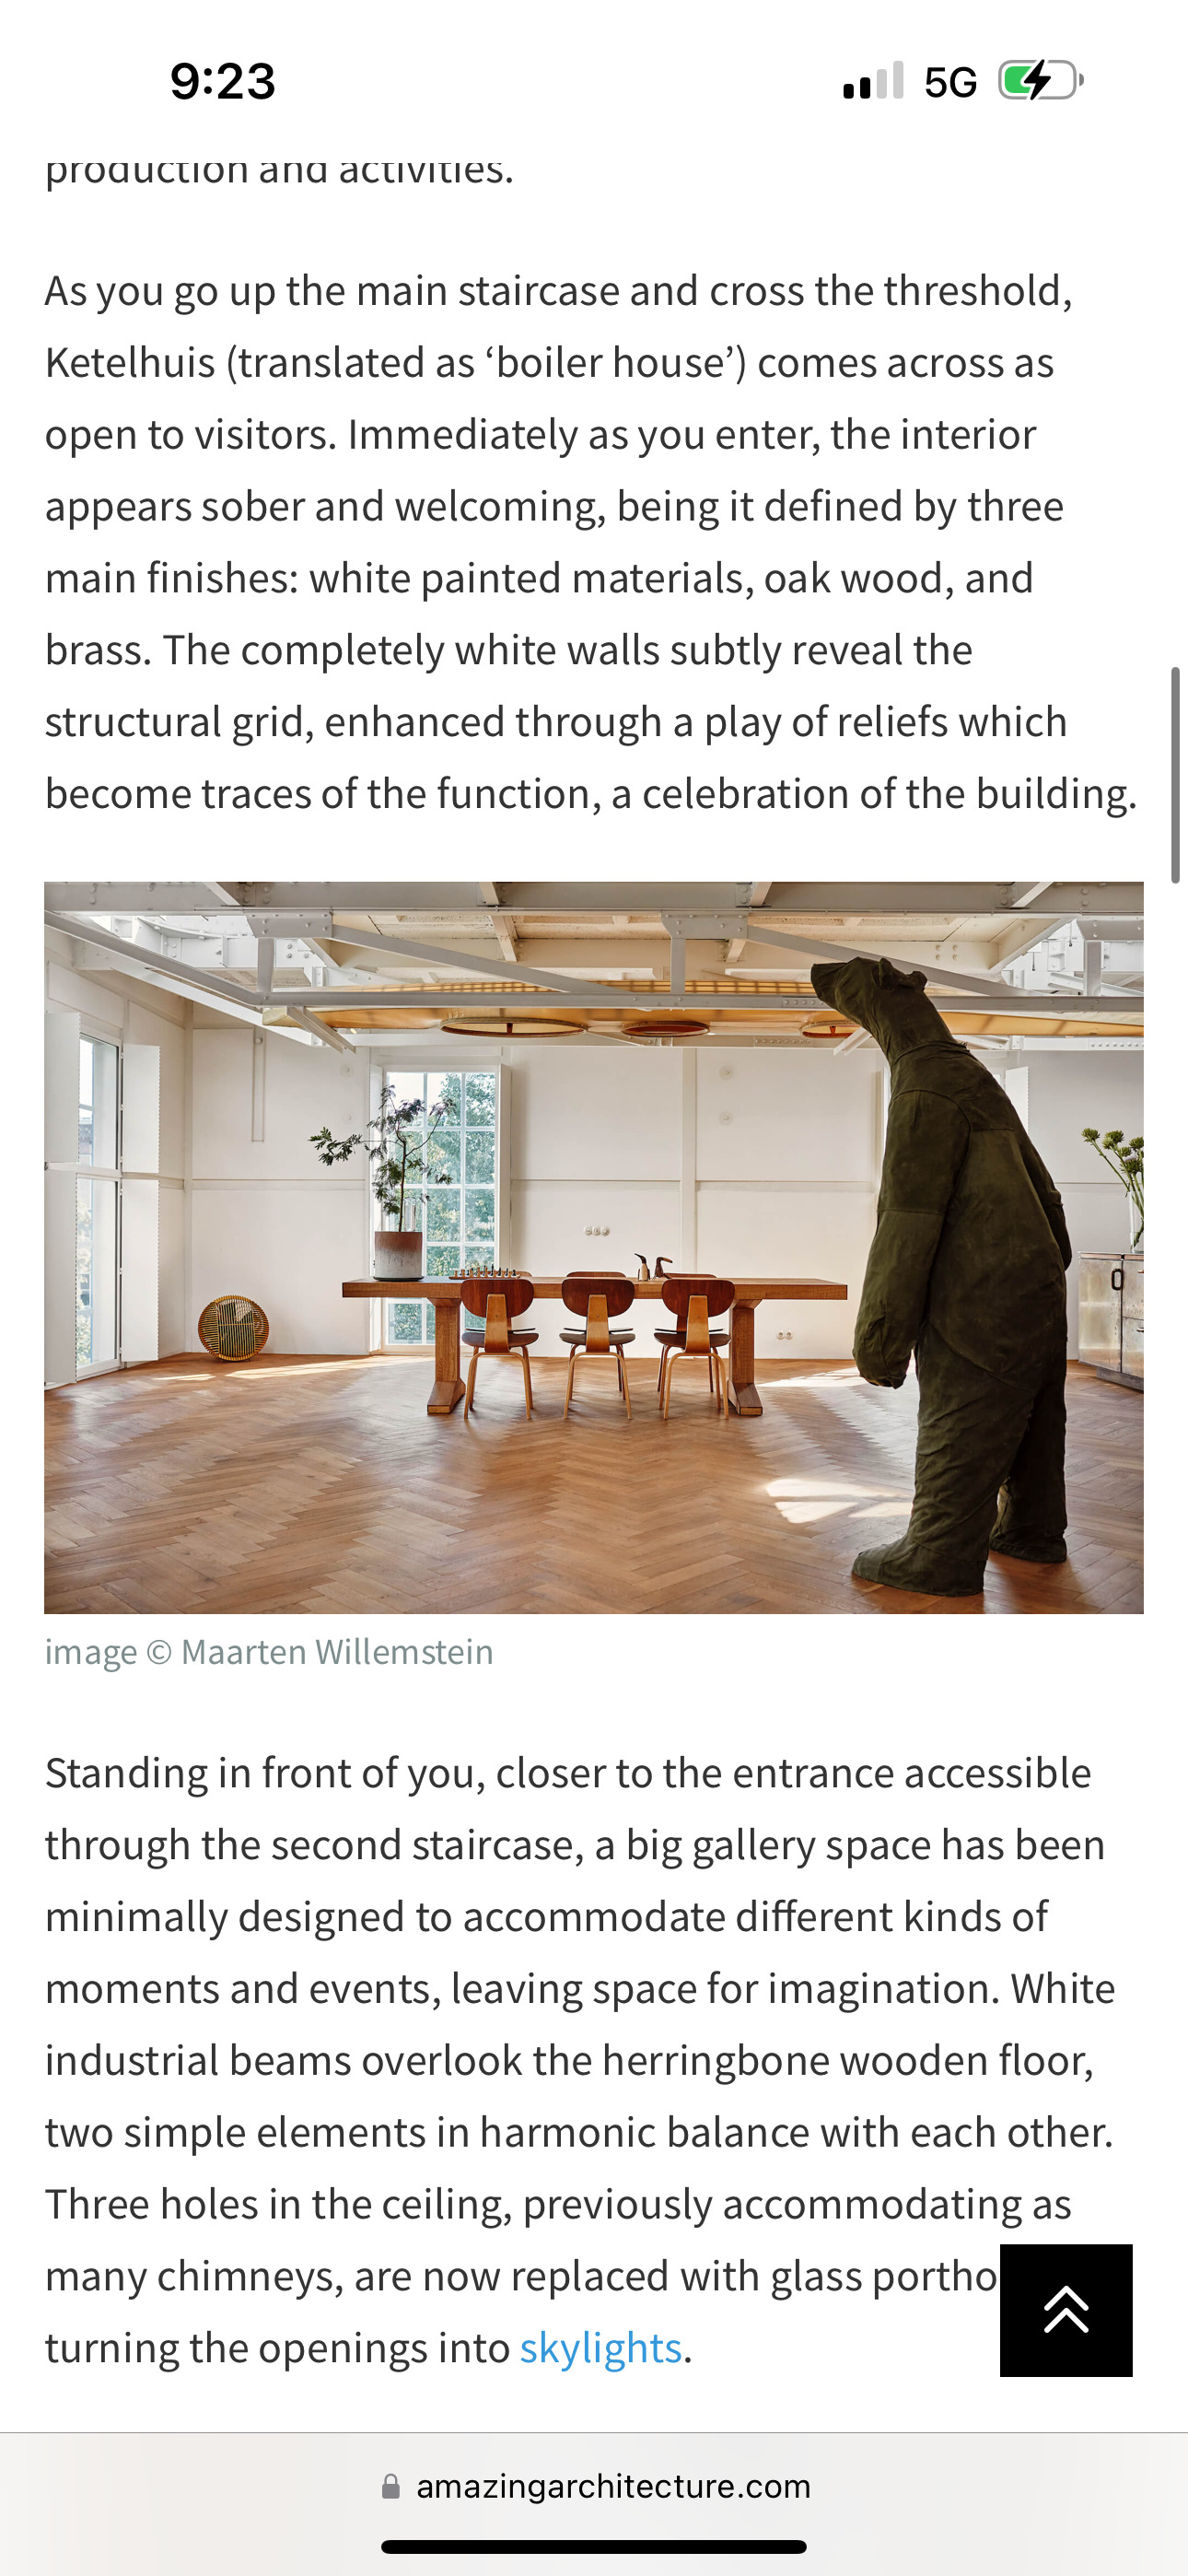 9:23
5G
production and activities.
As you go up the main staircase and cross the threshold,
Ketelhuis (translated as ‘boiler house’) comes across as
open to visitors. Immediately as you enter, the interior
appears sober and welcoming, being it defined by three
main finishes: white painted materials, oak wood, and
brass. The completely white walls subtly reveal the
structural grid, enhanced through a play of reliefs which
become traces of the function, a celebration of the building.
image © Maarten Willemstein
Standing in front of you, closer to the entrance accessible
through the second staircase, a big gallery space has been
minimally designed to accommodate different kinds of
moments and events, leaving space for imagination. White
industrial beams overlook the herringbone wooden floor,
two simple elements in harmonic balance with each other.
Three holes in the ceiling, previously accommodating as
many chimneys, are now replaced with glass portho
turning the openings into skylights.
amazingarchitecture.com